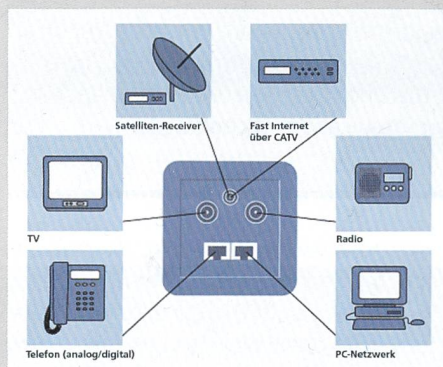 Satelliten-Receiver
Fast Internet
über CATV
TV
Radio
Telefon (analog/digital)
PC-Netzwerk